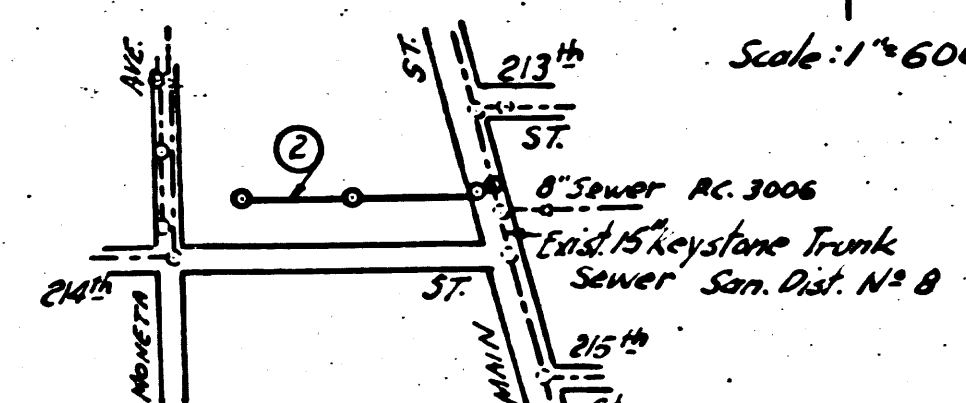 Scale: 1"= 60
AVE.
ST.
213th
ST.
2
8" Sewer P.C. 3006
Exist. 15" Keystone Trunk
Sewer San. Dist. No 8
214th
ST.
MONETA
MAIN
215th